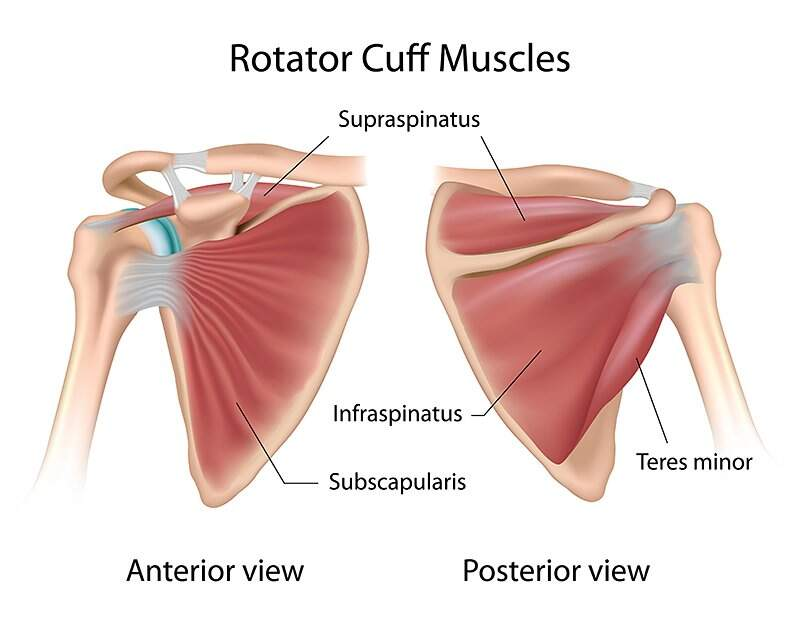 Rotator Cuff Muscles
Supraspinatus
Infraspinatus
Teres minor
Subscapularis
Anterior view
Posterior view